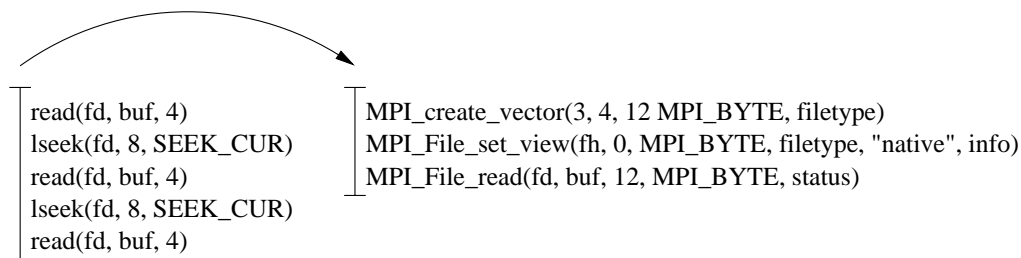 read(fd, buf, 4)
lseek(fd, 8, SEEK_CUR)
read(fd, buf, 4)
lseek(fd, 8, SEEK_CUR)
read(fd, buf, 4)
MPI_create_vector(3, 4, 12 MPI_BYTE, filetype)
MPI_File_set_view(fh, 0, MPI_BYTE, filetype, "native", info)
MPI_File_read(fd, buf, 12, MPI_BYTE, status)